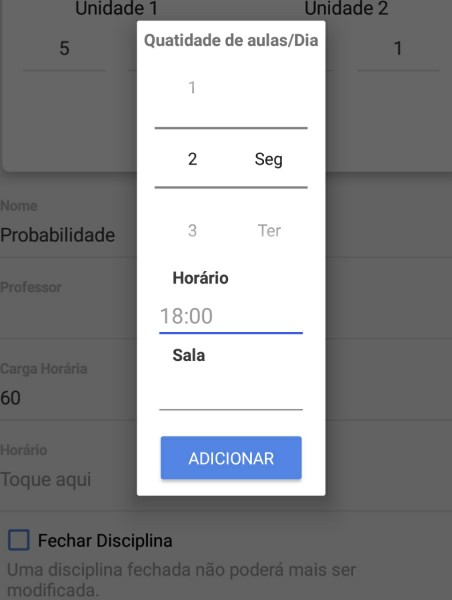 Unidade 1 Unidade 2
5 1
Quatidade de aulas/Dia
1
2 Seg
3 Ter
Horário
18:00
Sala
ADICIONAR
Nome
Probabilidade
Professor
Carga Horária
60
Horário
Toque aqui
Fechar Disciplina
Uma disciplina fechada não poderá mais ser
modificada.